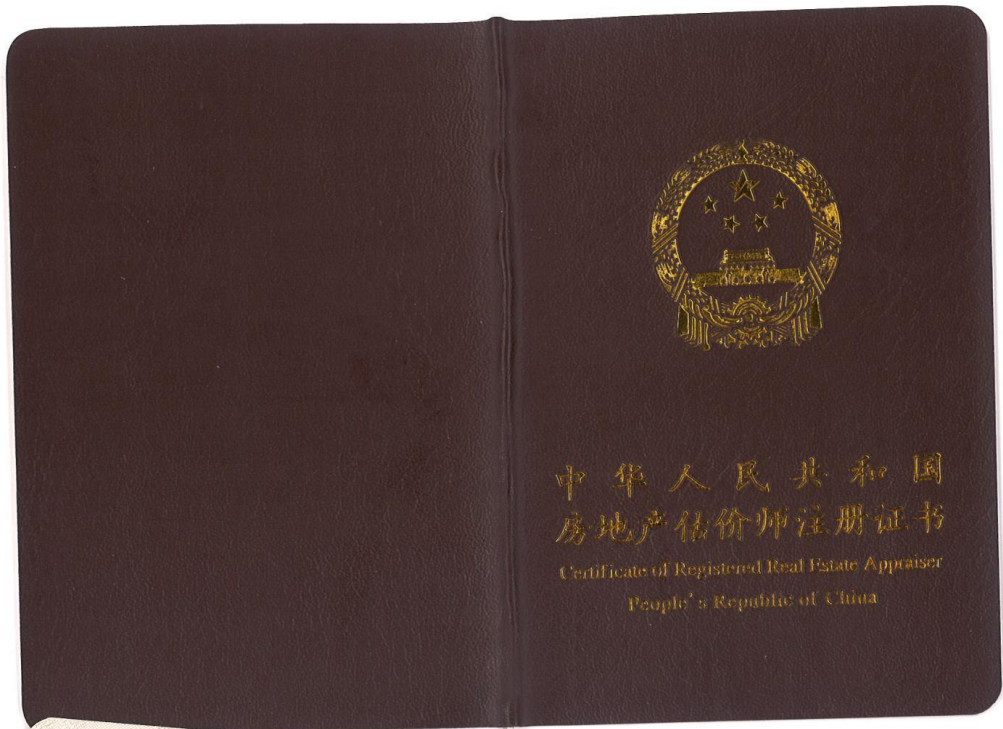 中华人民共和国
房地产估价师注册证书
Certificate of Registered Real Estate Appraiser
People's Republic of China